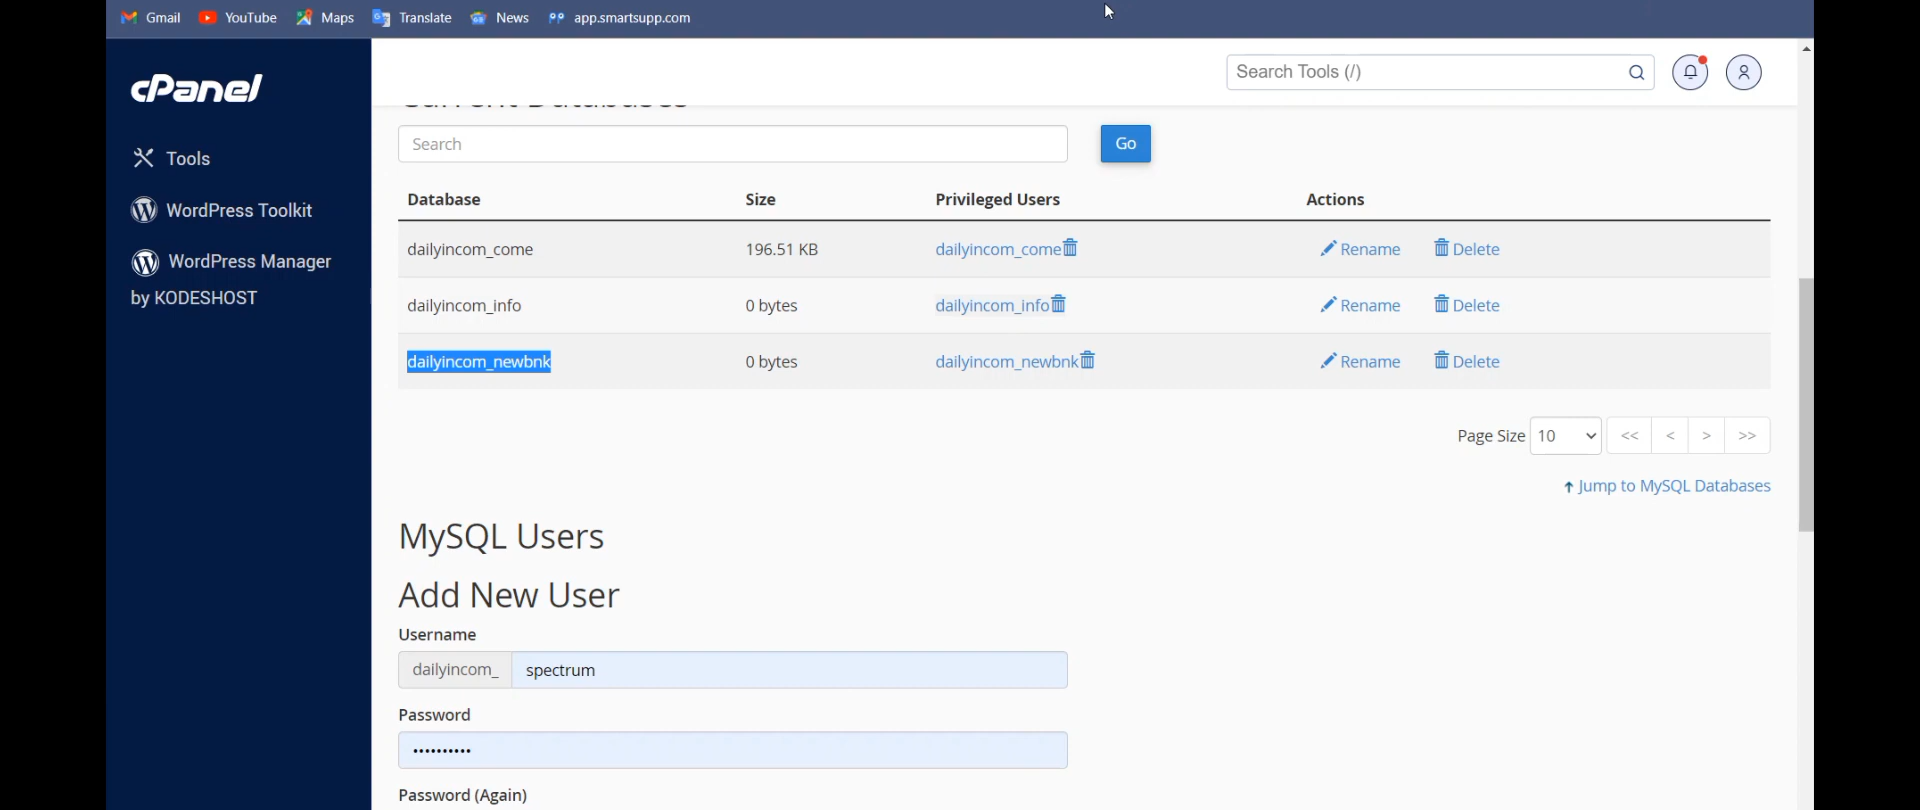 Gmail YouTube Maps Translate News app.smartsupp.com
cPanel
Search Tools (/)
Tools
WordPress Toolkit
WordPress Manager
by KODESHOST
Current Databases
Search Go
Database Size Privileged Users Actions
dailyincom_come 196.51 KB dailyincom_come Rename Delete
dailyincom_info 0 bytes dailyincom_info Rename Delete
dailyincom_newbnk 0 bytes dailyincom_newbnk Rename Delete
Page Size 10 << < > >>
Jump to MySQL Databases
MySQL Users
Add New User
Username
dailyincom_ spectrum
Password
••••••••••
Password (Again)